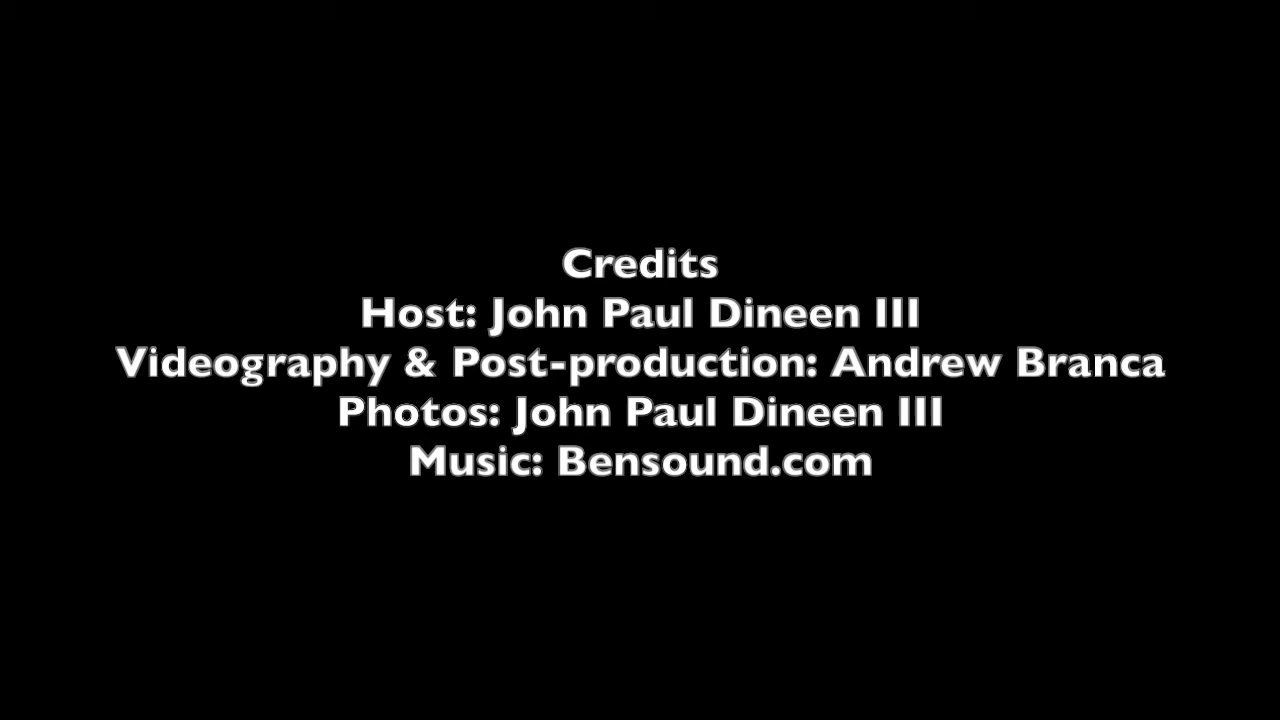 Credits
Host: John Paul Dineen III
Videography & Post-production: Andrew Branca
Photos: John Paul Dineen III
Music: Bensound.com